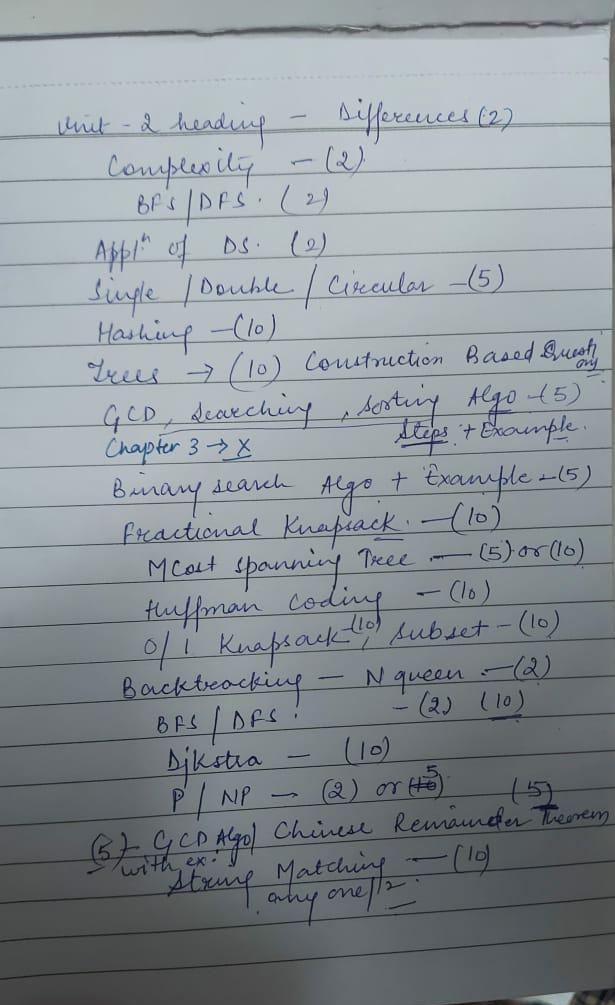 Unit - 2 heading - Differences (2)
Complexity - (2)
BFS / DFS. (2)
Applⁿ of DS. (2)
Single / Double / Circular - (5)
Hashing - (10)
Trees → (10) Construction Based Questⁿ only
GCD, Searching, Sorting Algo - (5)
Chapter 3 → X Steps + Example.
Binary search Algo + Example - (5)
Fractional Knapsack. - (10)
MCost Spanning Tree - (5) or (10)
Huffman Coding - (10)
0/1 Knapsack - (10), Subset - (10)
Backtracking - N queen - (2)
BFS / DFS. - (2) (10)
Djkstra - (10)
P / NP → (2) or 5 (5)
(5) - GCD Algo / Chinese Remainder Theorem
with ex.
String Matching - (10)
any one